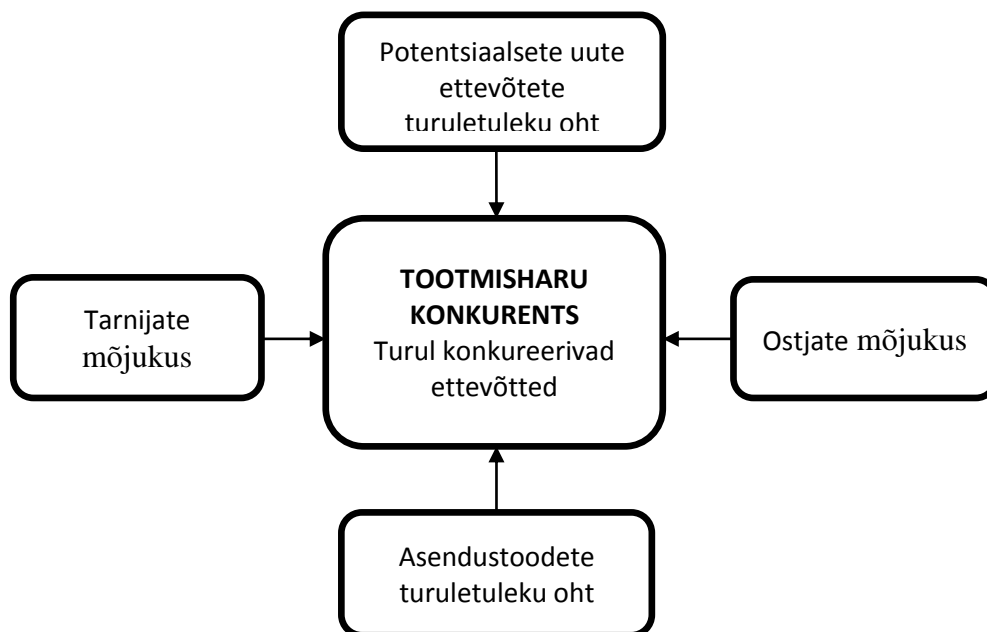 Potentsiaalsete uute
ettevõtete
turuletuleku oht
TOOTMISHARU
KONKURENTS
Turul konkureerivad
ettevõtted
Tarnijate
mõjukus
Ostjate mõjukus
Asendustoodete
turuletuleku oht